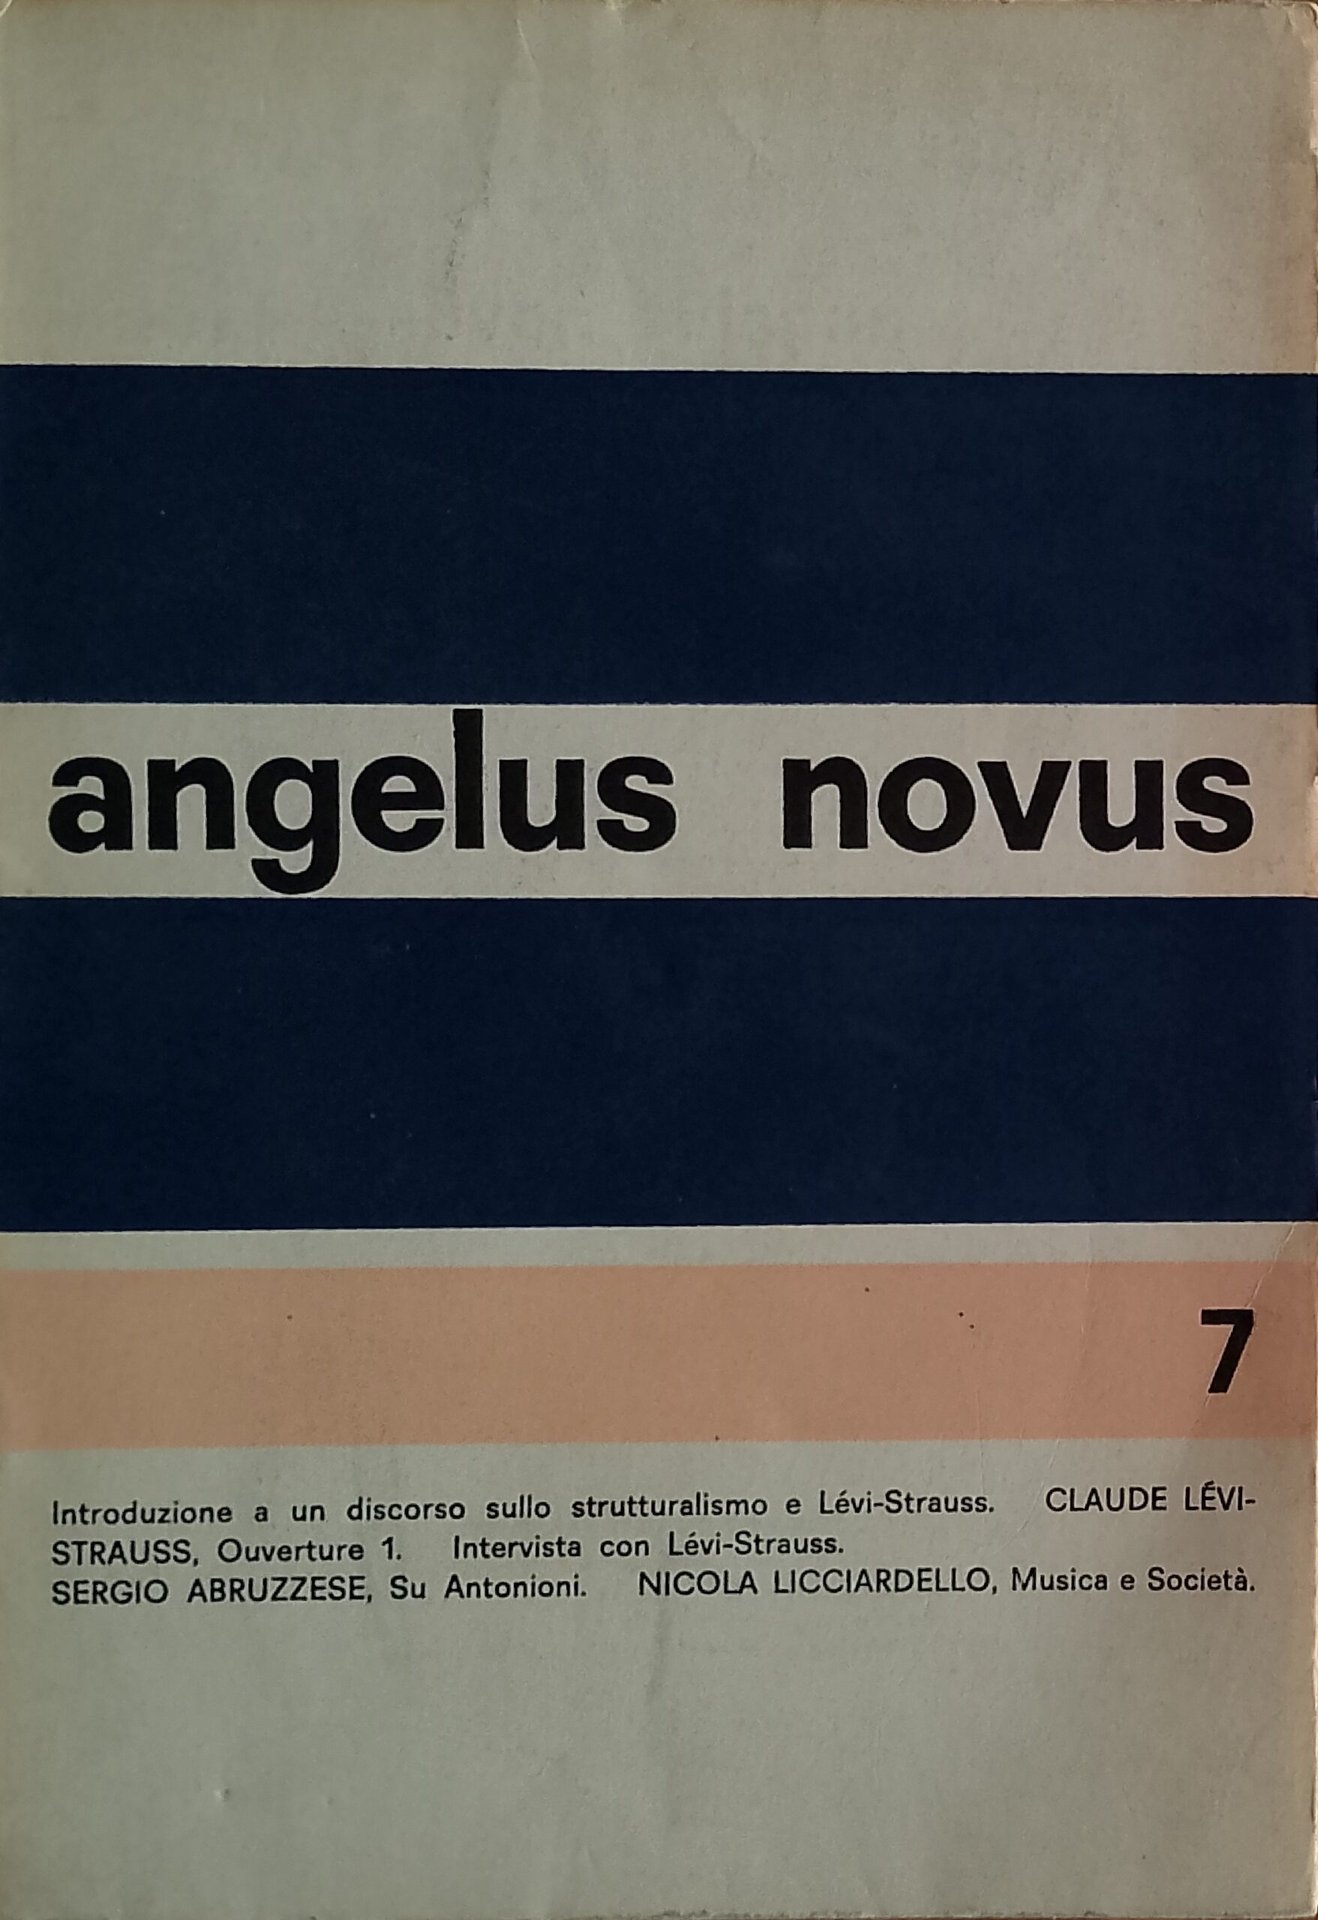 angelus novus
7
Introduzione a un discorso sullo strutturalismo e Lévi-Strauss. CLAUDE LÉVI-
STRAUSS, Ouverture 1. Intervista con Lévi-Strauss.
SERGIO ABRUZZESE, Su Antonioni. NICOLA LICCIARDELLO, Musica e Società.